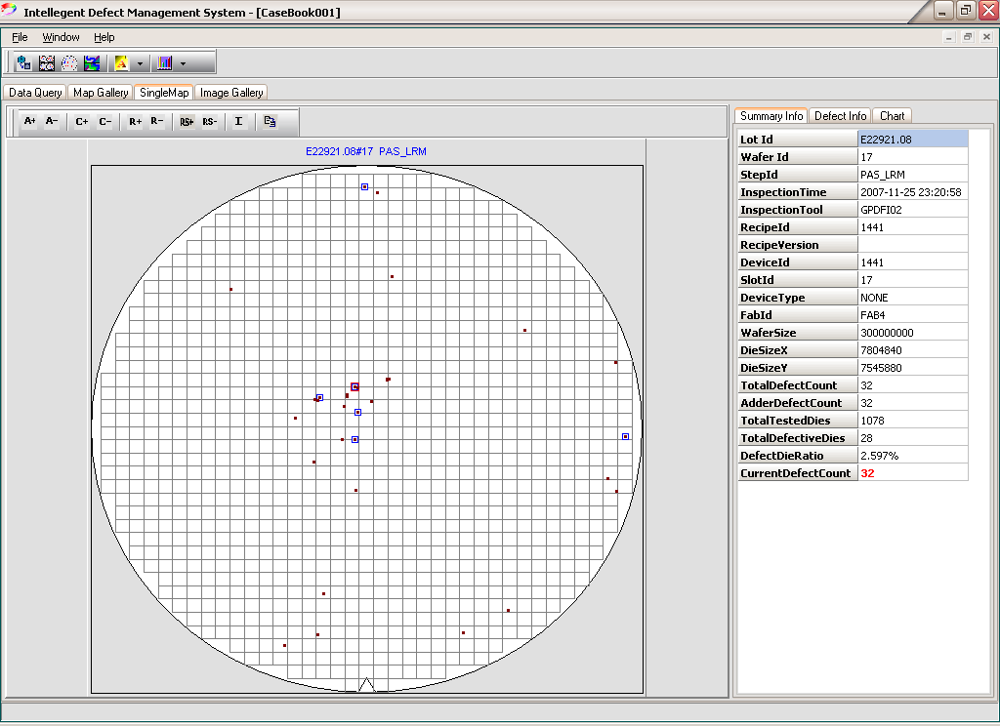 Intellegent Defect Management System - [CaseBook001]
File Window Help
Data Query Map Gallery SingleMap Image Gallery
A+ A- C+ C- R+ R- RS+ RS- I
E22921.08#17 PAS_LRM
Summary Info Defect Info Chart
Lot Id E22921.08
Wafer Id 17
StepId PAS_LRM
InspectionTime 2007-11-25 23:20:58
InspectionTool GPDFI02
RecipeId 1441
RecipeVersion
DeviceId 1441
SlotId 17
DeviceType NONE
FabId FAB4
WaferSize 300000000
DieSizeX 7804840
DieSizeY 7545880
TotalDefectCount 32
AdderDefectCount 32
TotalTestedDies 1078
TotalDefectiveDies 28
DefectDieRatio 2.597%
CurrentDefectCount 32